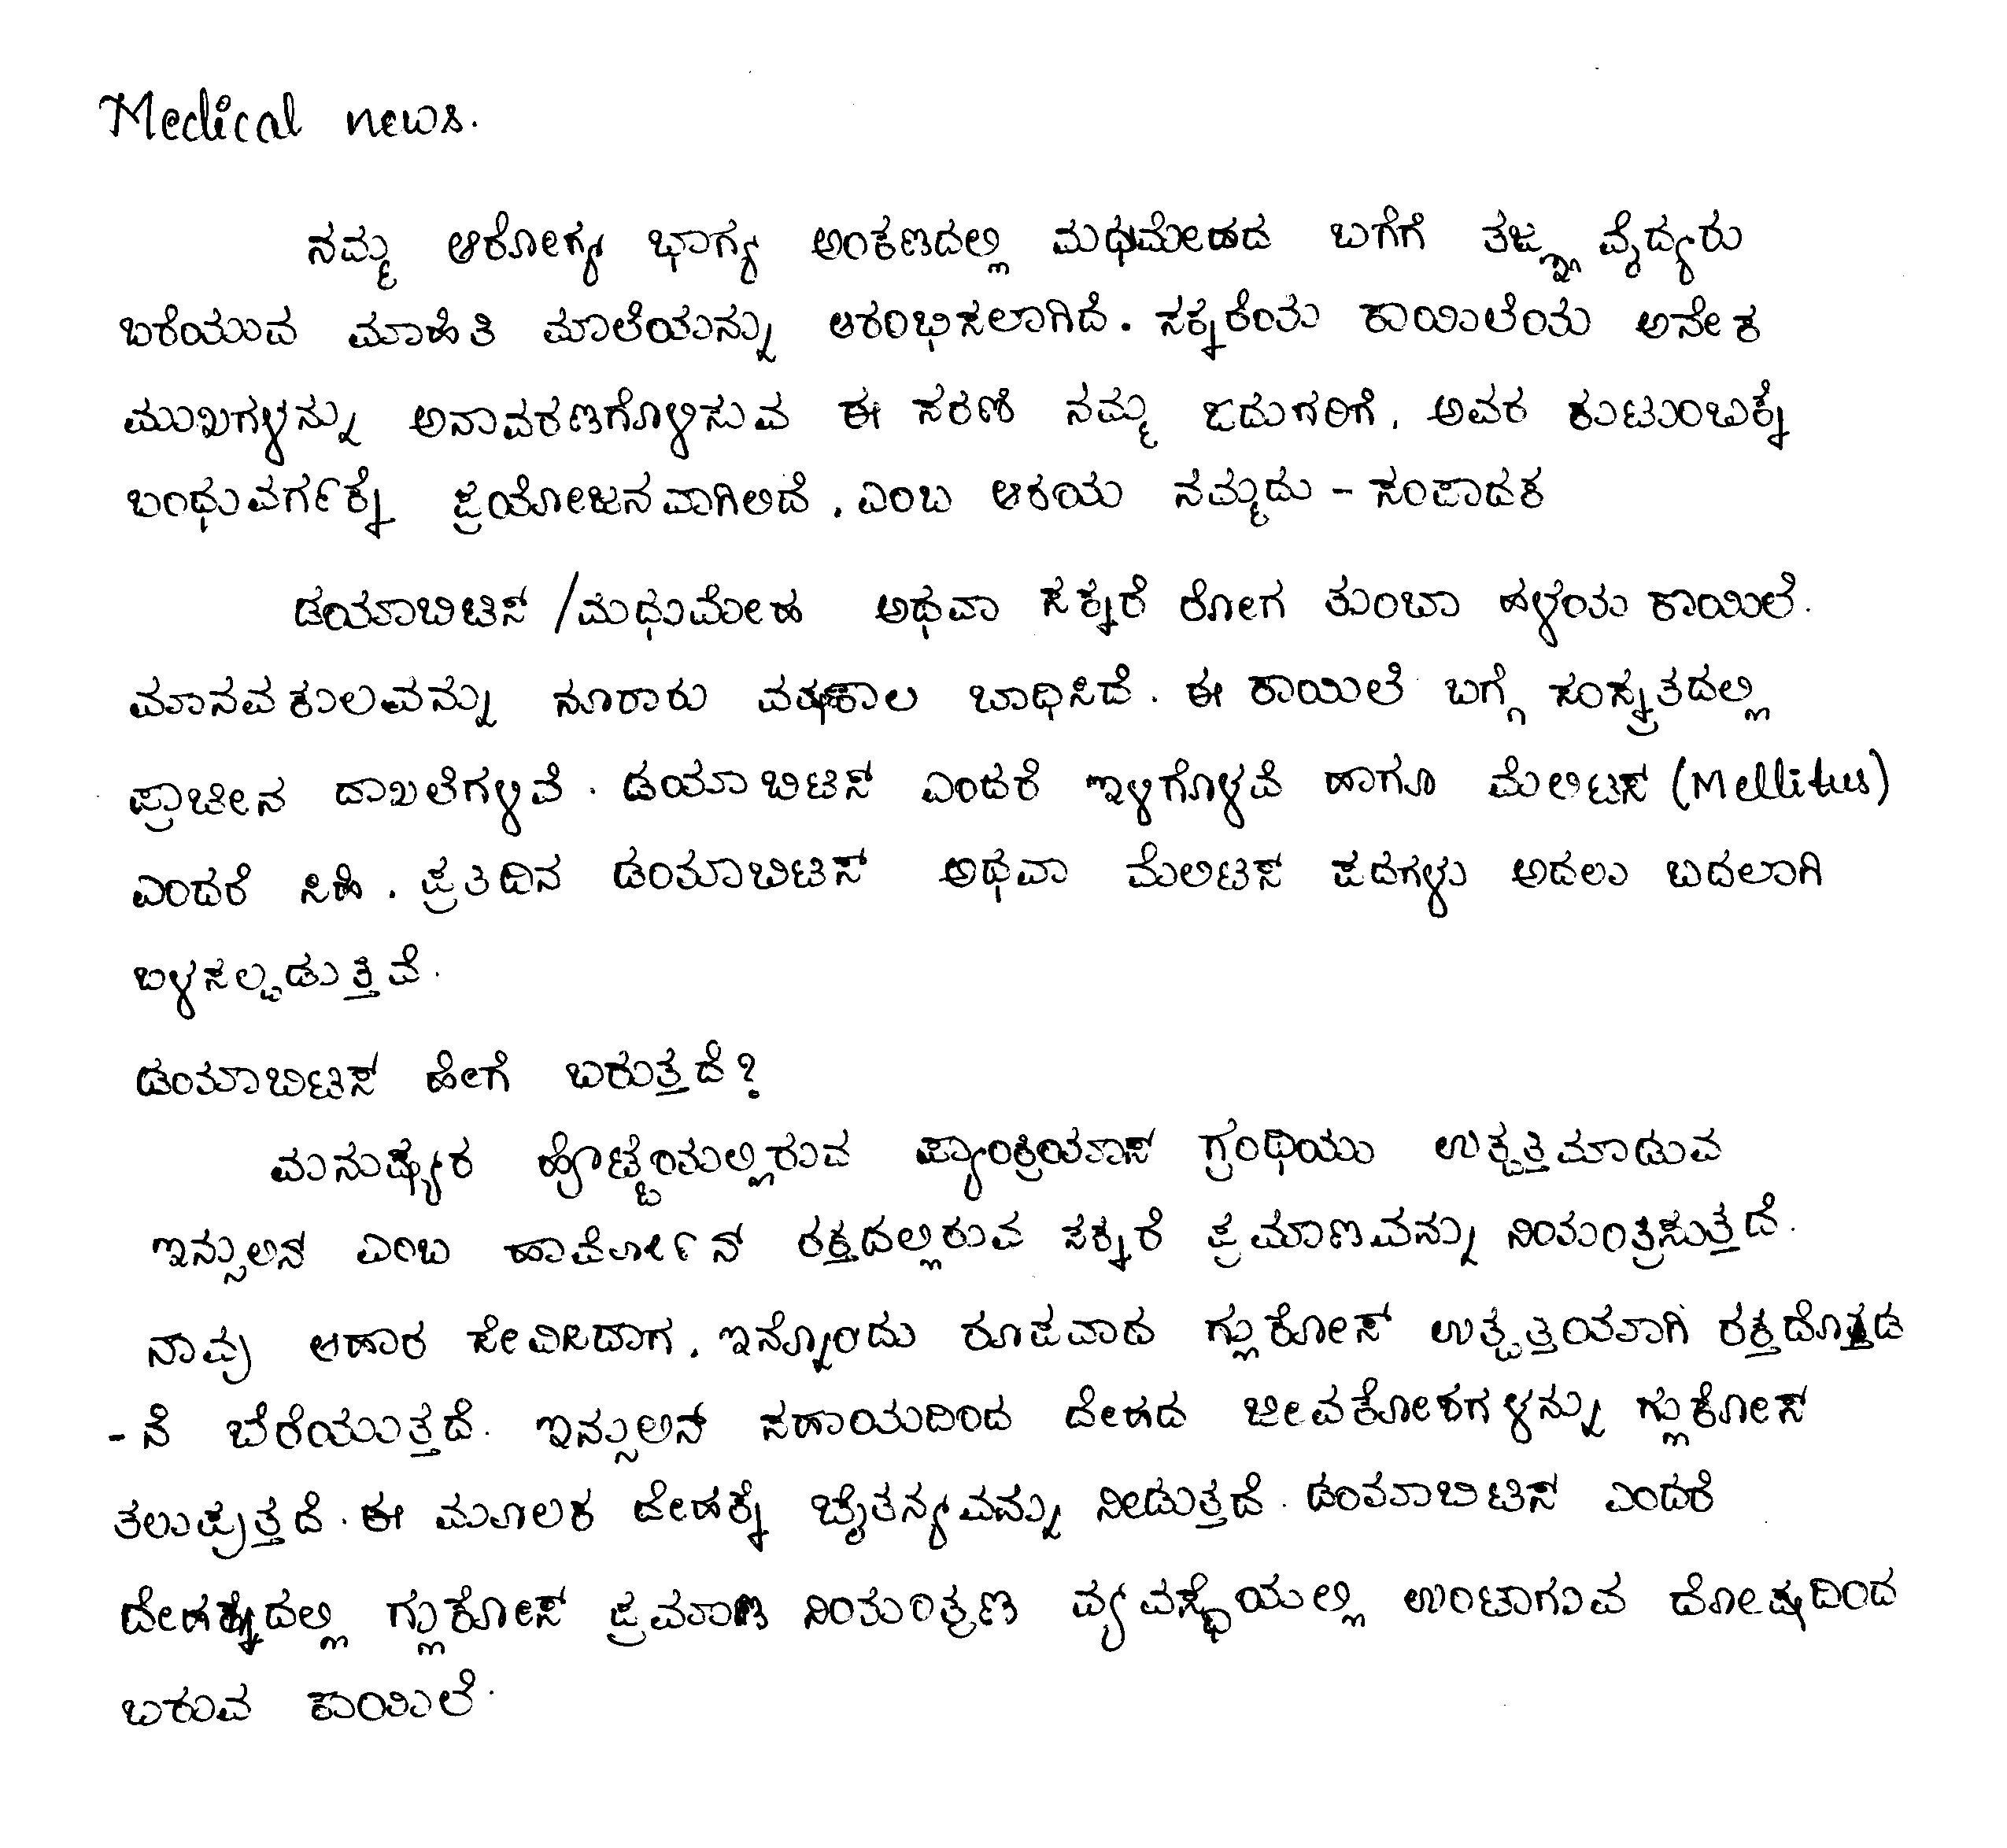 Medical news.
ನಮ್ಮ ಆರೋಗ್ಯ ಭಾಗ್ಯ ಅಂಕಣದಲ್ಲಿ ಮಧುಮೇಹದ ಬಗೆಗೆ ತಜ್ಞ ವೈದ್ಯರು
ಬರೆಯುವ ಮಾಹಿತಿ ಮಾಲೆಯನ್ನು ಆರಂಭಿಸಲಾಗಿದೆ. ಸಕ್ಕರೆಯ ಕಾಯಿಲೆಯ ಅನೇಕ
ಮುಖಗಳನ್ನು ಅನಾವರಣಗೊಳಿಸುವ ಈ ಸರಣಿ ನಮ್ಮ ಓದುಗರಿಗೆ, ಅವರ ಕುಟುಂಬಕ್ಕೆ
ಬಂಧುವರ್ಗಕ್ಕೆ ಪ್ರಯೋಜನವಾಗಿಲಿದೆ, ಎಂಬ ಆಶಯ ನಮ್ಮದು - ಸಂಪಾದಕ
ಡಯಾಬಿಟಿಸ್ /ಮಧುಮೇಹ ಅಥವಾ ಸಕ್ಕರೆ ರೋಗ ತುಂಬಾ ಹಳೆಯ ಕಾಯಿಲೆ.
ಮಾನವಕುಲವನ್ನು ನೂರಾರು ವರ್ಷಕಾಲ ಬಾಧಿಸಿದೆ. ಈ ಕಾಯಿಲೆ ಬಗ್ಗೆ ಸಂಸ್ಕೃತದಲ್ಲಿ
ಪ್ರಾಚೀನ ದಾಖಲೆಗಳಿವೆ. ಡಯಾಬಿಟಿಸ್ ಎಂದರೆ ಇಳಿಗೊಳವೆ ಹಾಗೂ ಮೆಲಿಟಸ್ (Mellitus)
ಎಂದರೆ ಸಿಹಿ. ಪ್ರತಿದಿನ ಡಯಾಬಿಟಿಸ್ ಅಥವಾ ಮೆಲಿಟಸ್ ಪದಗಳು ಅದಲು ಬದಲಾಗಿ
ಬಳಸಲ್ಪಡುತ್ತಿವೆ.
ಡಯಾಬಿಟಿಸ್ ಹೇಗೆ ಬರುತ್ತದೆ?
ಮನುಷ್ಯರ ಹೊಟ್ಟೆಯಲ್ಲಿರುವ ಪ್ಯಾಂಕ್ರಿಯಾಸ್ ಗ್ರಂಥಿಯು ಉತ್ಪತ್ತಿಮಾಡುವ
ಇನ್ಸುಲಿನ್ ಎಂಬ ಹಾರ್ಮೋನ್ ರಕ್ತದಲ್ಲಿರುವ ಸಕ್ಕರೆ ಪ್ರಮಾಣವನ್ನು ನಿಯಂತ್ರಿಸುತ್ತದೆ.
ನಾವು ಆಹಾರ ಸೇವಿಸಿದಾಗ, ಇನ್ನೊಂದು ರೂಪವಾದ ಗ್ಲುಕೋಸ್ ಉತ್ಪತ್ತಿಯಾಗಿ ರಕ್ತದೊಡ
-ನೆ ಬೆರೆಯುತ್ತದೆ. ಇನ್ಸುಲಿನ್ ಸಹಾಯದಿಂದ ದೇಹದ ಜೀವಕೋಶಗಳನ್ನು ಗ್ಲುಕೋಸ್
ತಲುಪುತ್ತದೆ. ಈ ಮೂಲಕ ದೇಹಕ್ಕೆ ಚೈತನ್ಯವನ್ನು ನೀಡುತ್ತದೆ. ಡಯಾಬಿಟಿಸ್ ಎಂದರೆ
ದೇಹದಲ್ಲಿ ಗ್ಲುಕೋಸ್ ಪ್ರಮಾಣ ನಿಯಂತ್ರಣ ವ್ಯವಸ್ಥೆಯಲ್ಲಿ ಉಂಟಾಗುವ ದೋಷದಿಂದ
ಬರುವ ಕಾಯಿಲೆ.